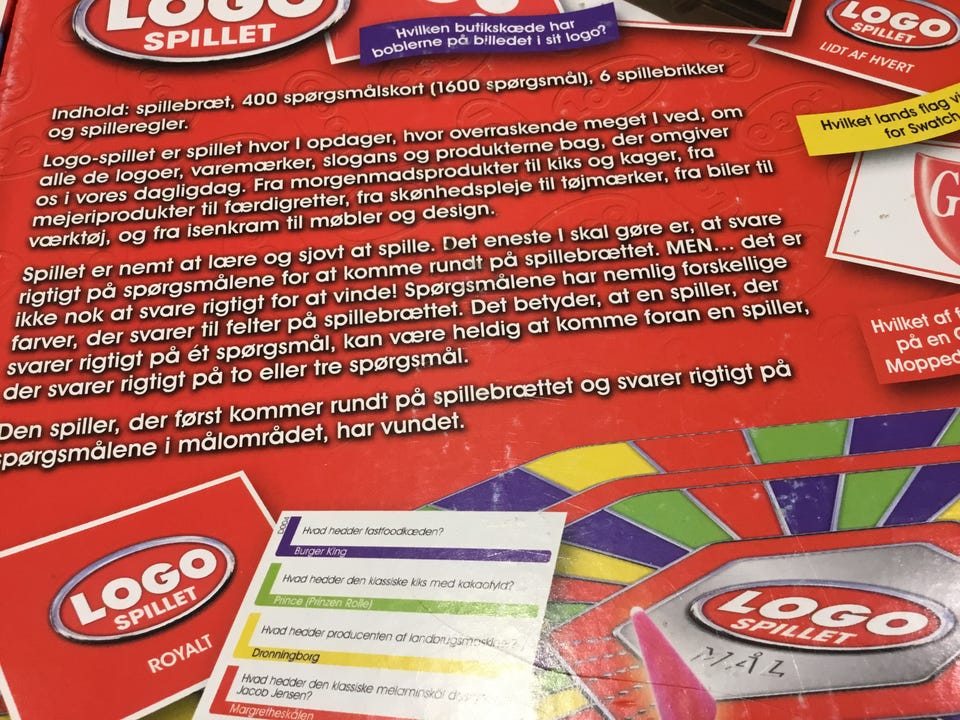 LOGO
SPILLET
Hvilken butikskæde har
boblerne på billedet i sit logo?
LOGO
SPILLET
LIDT AF HVERT
Hvilket lands flag
for Swatch
G
Indhold: spillebræt, 400 spørgsmålskort (1600 spørgsmål), 6 spillebrikker
og spilleregler.
Logo-spillet er spillet hvor I opdager, hvor overraskende meget I ved, om
alle de logoer, varemærker, slogans og produkterne bag, der omgiver
os i vores dagligdag. Fra morgenmadsprodukter til kiks og kager, fra
mejeriprodukter til færdigretter, fra skønhedspleje til tøjmærker, fra biler til
værktøj, og fra isenkram til møbler og design.
Spillet er nemt at lære og sjovt at spille. Det eneste I skal gøre er, at svare
rigtigt på spørgsmålene for at komme rundt på spillebrættet. MEN... det er
ikke nok at svare rigtigt for at vinde! Spørgsmålene har nemlig forskellige
farver, der svarer til felter på spillebrættet. Det betyder, at en spiller, der
svarer rigtigt på ét spørgsmål, kan være heldig at komme foran en spiller,
der svarer rigtigt på to eller tre spørgsmål.
Den spiller, der først kommer rundt på spillebrættet og svarer rigtigt på
spørgsmålene i målområdet, har vundet.
Hvilket af
på en
LOGO
SPILLET
ROYALT
Hvad hedder fastfoodkæden?
Burger King
Hvad hedder den klassiske kiks med kakaofyld?
Prince (Prinzen Rolle)
Hvad hedder producenten af landbrugsmaskiner?
Dronningborg
Hvad hedder den klassiske melaminskål
Jacob Jensen?
Margretheskålen
LOGO
SPILLET
MÅL